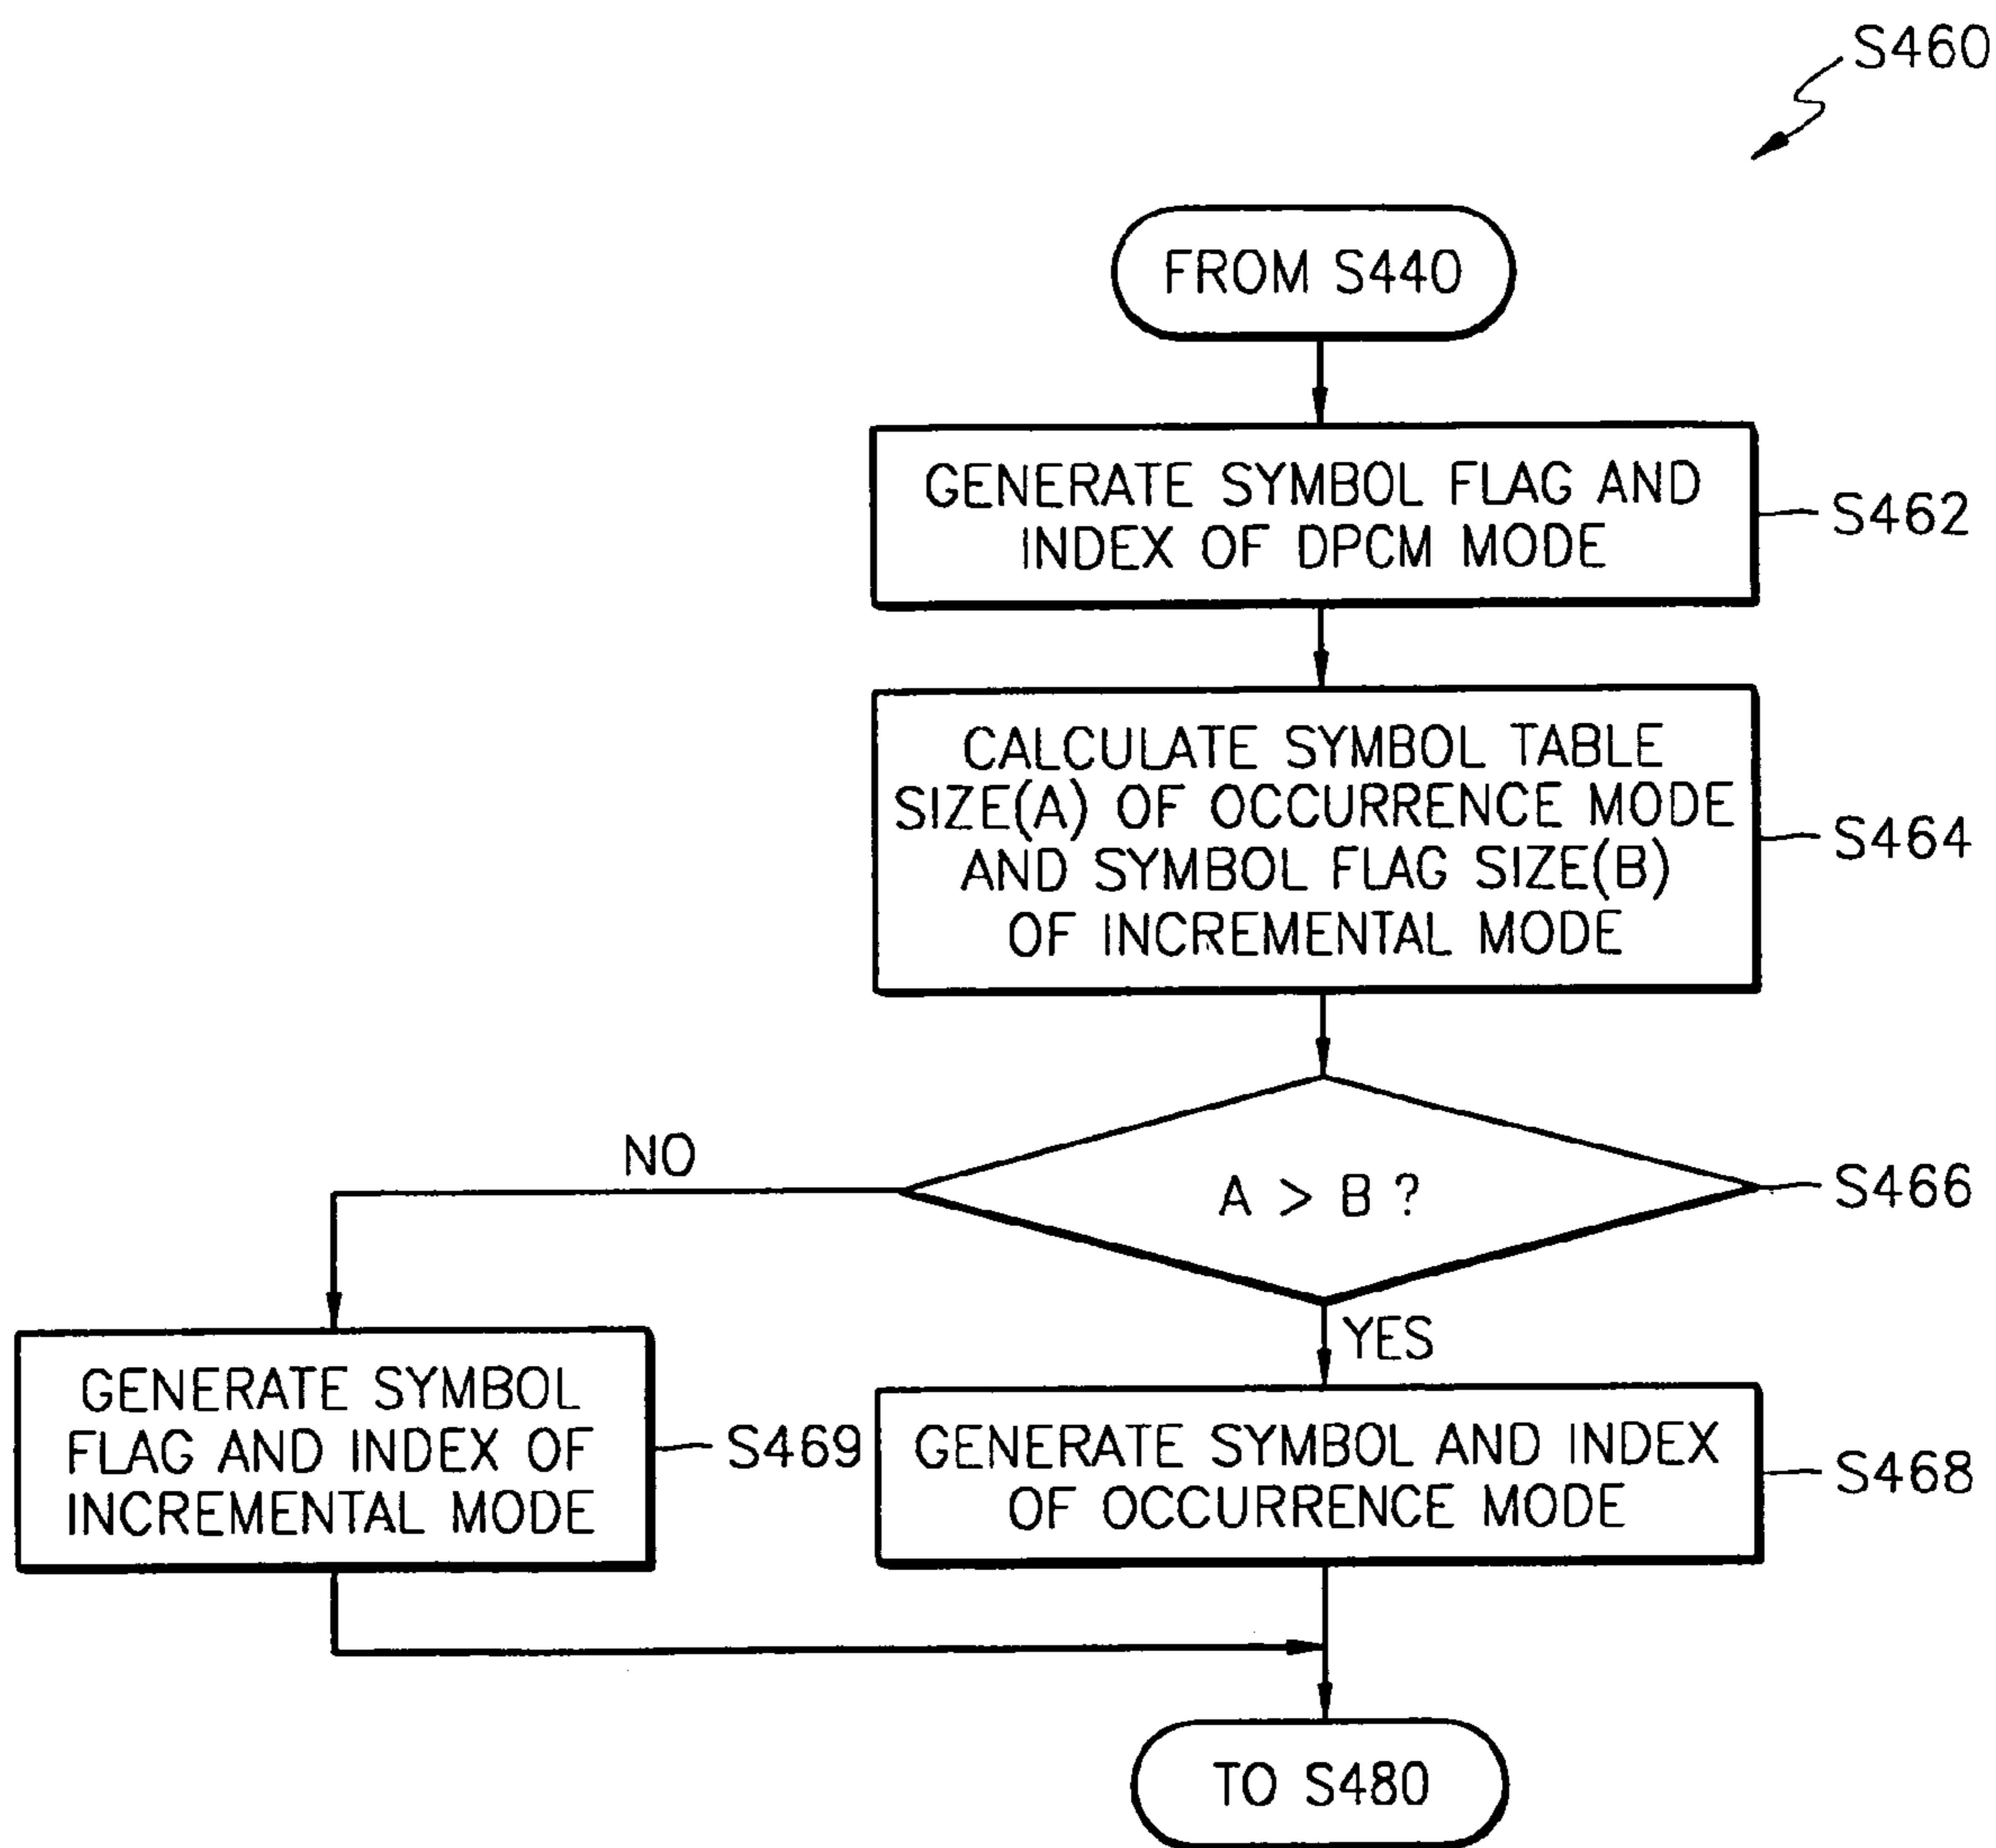 S460
FROM S440
GENERATE SYMBOL FLAG AND
INDEX OF DPCM MODE
S462
CALCULATE SYMBOL TABLE
SIZE(A) OF OCCURRENCE MODE
AND SYMBOL FLAG SIZE(B)
OF INCREMENTAL MODE
S464
NO
A > B ?
S466
YES
GENERATE SYMBOL
FLAG AND INDEX OF
INCREMENTAL MODE
S469
GENERATE SYMBOL AND INDEX
OF OCCURRENCE MODE
S468
TO S480